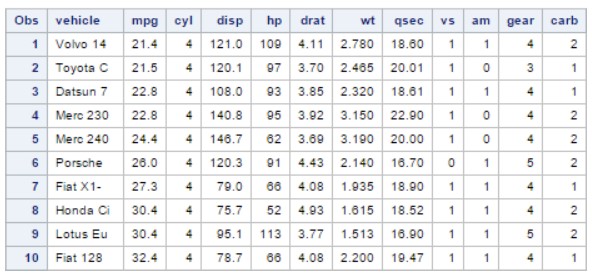 Obs vehicle mpg cyl disp hp drat wt qsec vs am gear carb
1 Volvo 14 21.4 4 121.0 109 4.11 2.780 18.60 1 1 4 2
2 Toyota C 21.5 4 120.1 97 3.70 2.465 20.01 1 0 3 1
3 Datsun 7 22.8 4 108.0 93 3.85 2.320 18.61 1 1 4 1
4 Merc 230 22.8 4 140.8 95 3.92 3.150 22.90 1 0 4 2
5 Merc 240 24.4 4 146.7 62 3.69 3.190 20.00 1 0 4 2
6 Porsche 26.0 4 120.3 91 4.43 2.140 16.70 0 1 5 2
7 Fiat X1- 27.3 4 79.0 66 4.08 1.935 18.90 1 1 4 1
8 Honda Ci 30.4 4 75.7 52 4.93 1.615 18.52 1 1 4 2
9 Lotus Eu 30.4 4 95.1 113 3.77 1.513 16.90 1 1 5 2
10 Fiat 128 32.4 4 78.7 66 4.08 2.200 19.47 1 1 4 1